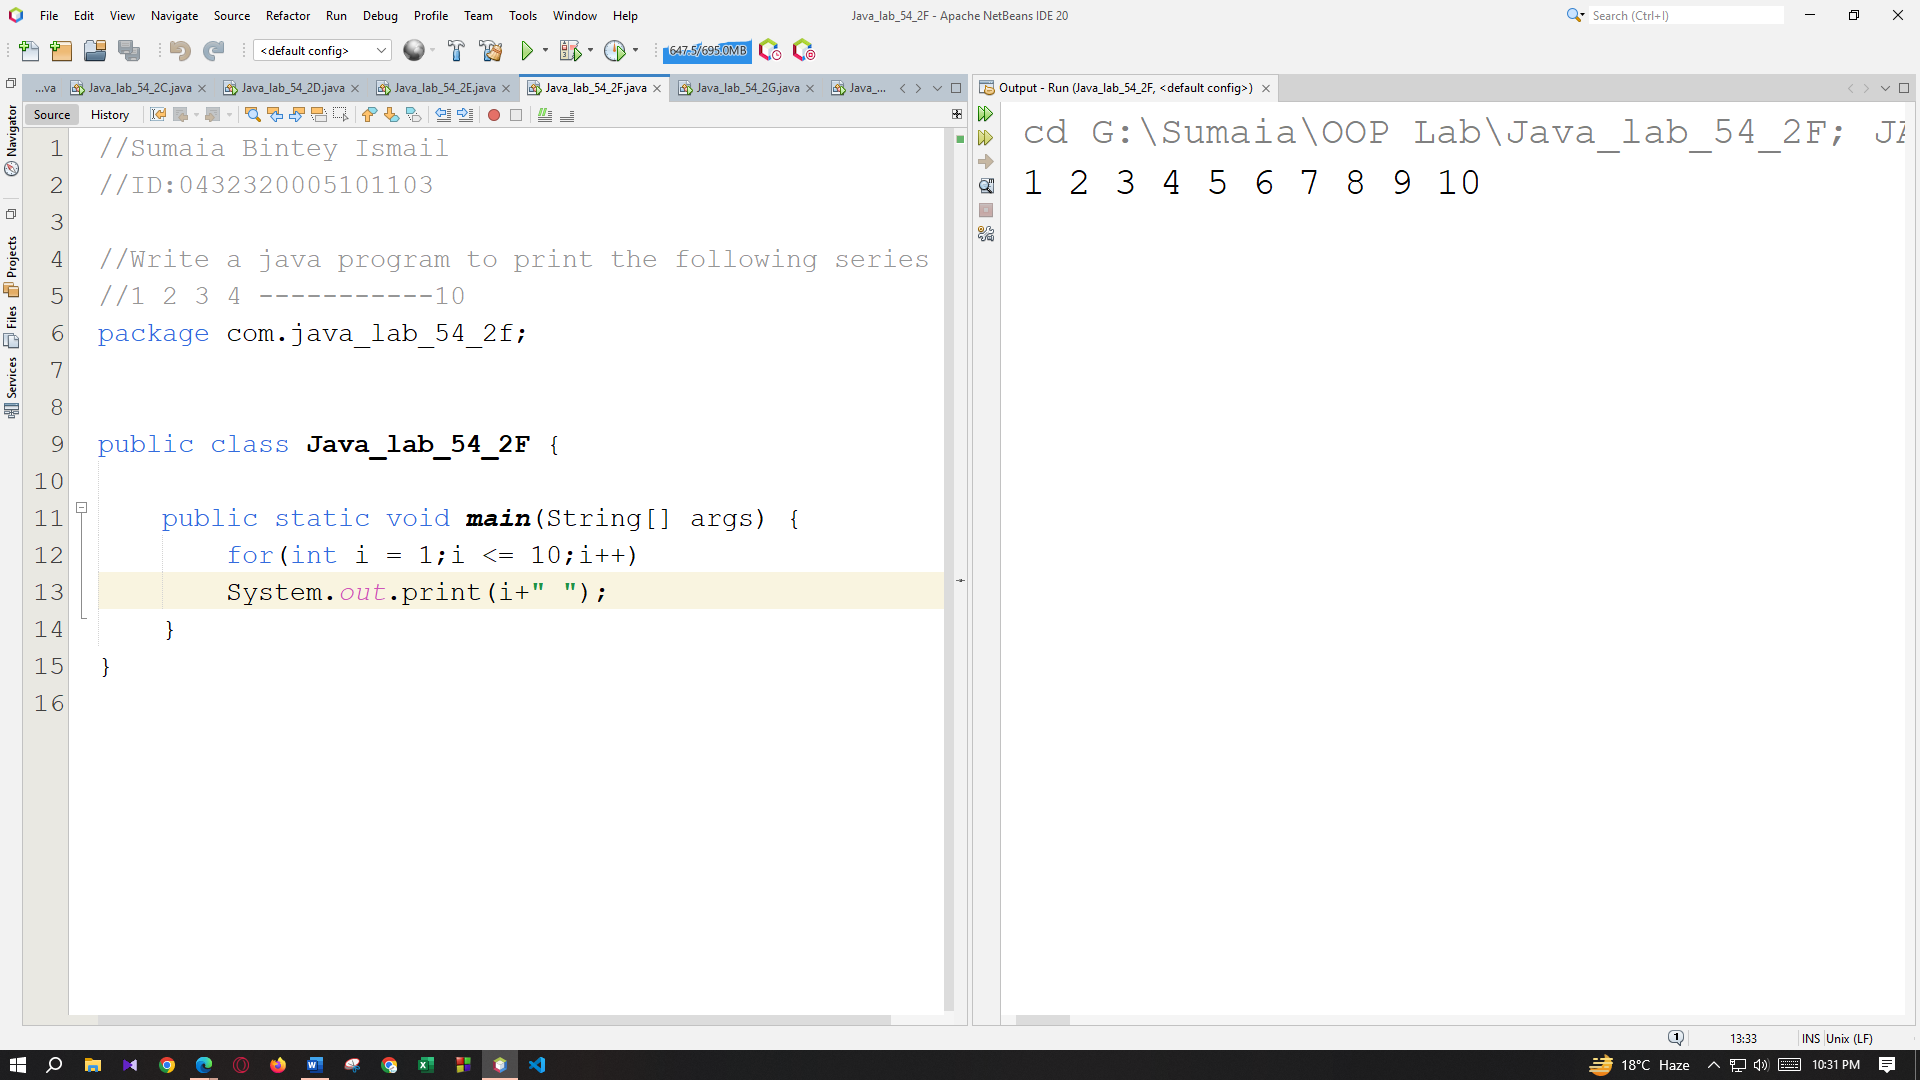 File Edit View Navigate Source Refactor Run Debug Profile Team Tools Window Help
Java_lab_54_2F - Apache NetBeans IDE 20
Search (Ctrl+I)
<default config>
647.5/695.0MB
...va Java_lab_54_2C.java Java_lab_54_2D.java Java_lab_54_2E.java Java_lab_54_2F.java Java_lab_54_2G.java Java_...
Source History
Navigator
Projects
Files
Services
1 //Sumaia Bintey Ismail
2 //ID:0432320005101103
3
4 //Write a java program to print the following series
5 //1 2 3 4 -----------10
6 package com.java_lab_54_2f;
7
8
9 public class Java_lab_54_2F {
10
11 public static void main(String[] args) {
12 for(int i = 1;i <= 10;i++)
13 System.out.print(i+" ");
14 }
15 }
16
Output - Run (Java_lab_54_2F, <default config>)
cd G:\Sumaia\OOP Lab\Java_lab_54_2F; JA
1 2 3 4 5 6 7 8 9 10
1 13:33 INS Unix (LF)
18°C Haze 10:31 PM